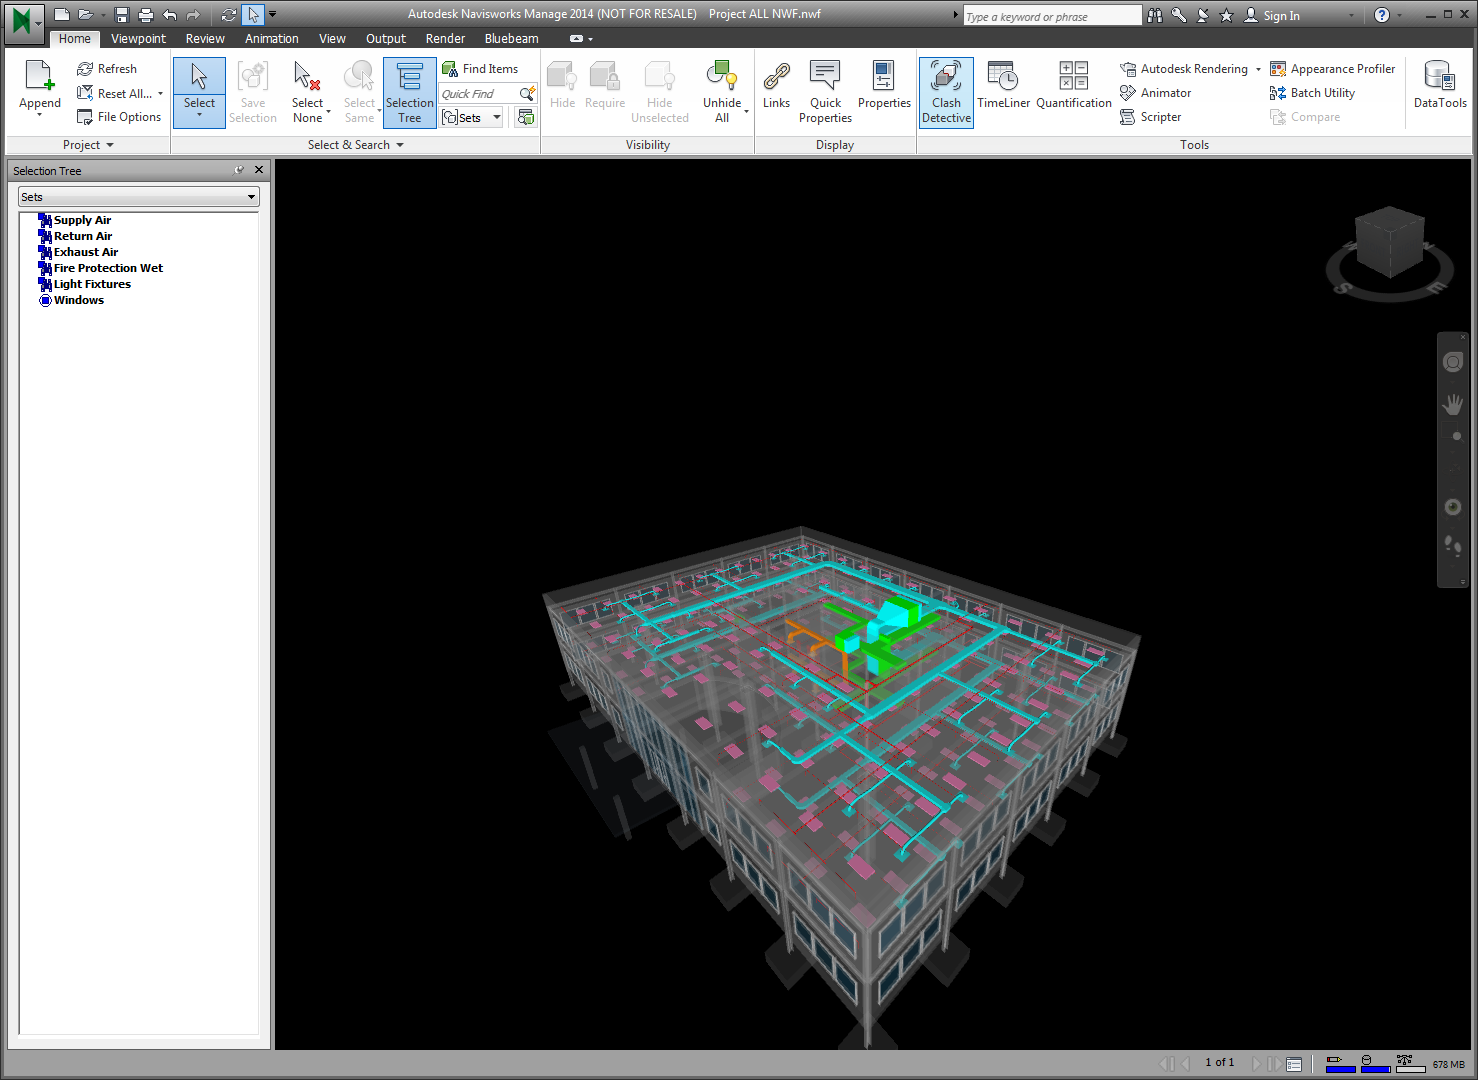 Autodesk Navisworks Manage 2014 (NOT FOR RESALE) Project ALL NWF.nwf
Type a keyword or phrase
Sign In
Home Viewpoint Review Animation View Output Render Bluebeam
Append
Refresh
Reset All...
File Options
Project
Select
Save Selection
Select None
Select Same
Selection Tree
Find Items
Quick Find
Sets
Select & Search
Hide
Require
Hide Unselected
Unhide All
Visibility
Links
Quick Properties
Properties
Display
Clash Detective
TimeLiner
Quantification
Autodesk Rendering
Animator
Scripter
Appearance Profiler
Batch Utility
Compare
DataTools
Tools
Selection Tree
Sets
Supply Air
Return Air
Exhaust Air
Fire Protection Wet
Light Fixtures
Windows
S
E
N
1 of 1
678 MB